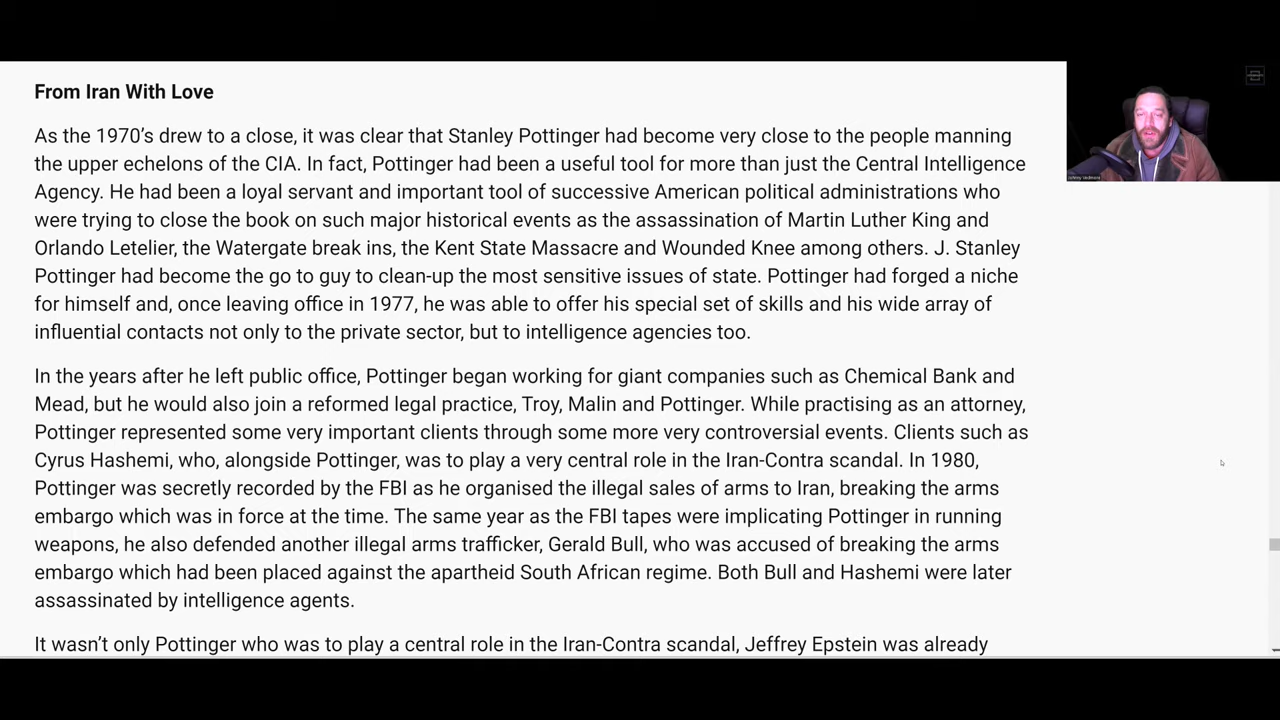 From Iran With Love
As the 1970's drew to a close, it was clear that Stanley Pottinger had become very close to the people manning
the upper echelons of the CIA. In fact, Pottinger had been a useful tool for more than just the Central Intelligence
Agency. He had been a loyal servant and important tool of successive American political administrations who
were trying to close the book on such major historical events as the assassination of Martin Luther King and
Orlando Letelier, the Watergate break ins, the Kent State Massacre and Wounded Knee among others. J. Stanley
Pottinger had become the go to guy to clean-up the most sensitive issues of state. Pottinger had forged a niche
for himself and, once leaving office in 1977, he was able to offer his special set of skills and his wide array of
influential contacts not only to the private sector, but to intelligence agencies too.
In the years after he left public office, Pottinger began working for giant companies such as Chemical Bank and
Mead, but he would also join a reformed legal practice, Troy, Malin and Pottinger. While practising as an attorney,
Pottinger represented some very important clients through some more very controversial events. Clients such as
Cyrus Hashemi, who, alongside Pottinger, was to play a very central role in the Iran-Contra scandal. In 1980,
Pottinger was secretly recorded by the FBI as he organised the illegal sales of arms to Iran, breaking the arms
embargo which was in force at the time. The same year as the FBI tapes were implicating Pottinger in running
weapons, he also defended another illegal arms trafficker, Gerald Bull, who was accused of breaking the arms
embargo which had been placed against the apartheid South African regime. Both Bull and Hashemi were later
assassinated by intelligence agents.
It wasn't only Pottinger who was to play a central role in the Iran-Contra scandal, Jeffrey Epstein was already
Johnny Vedmore